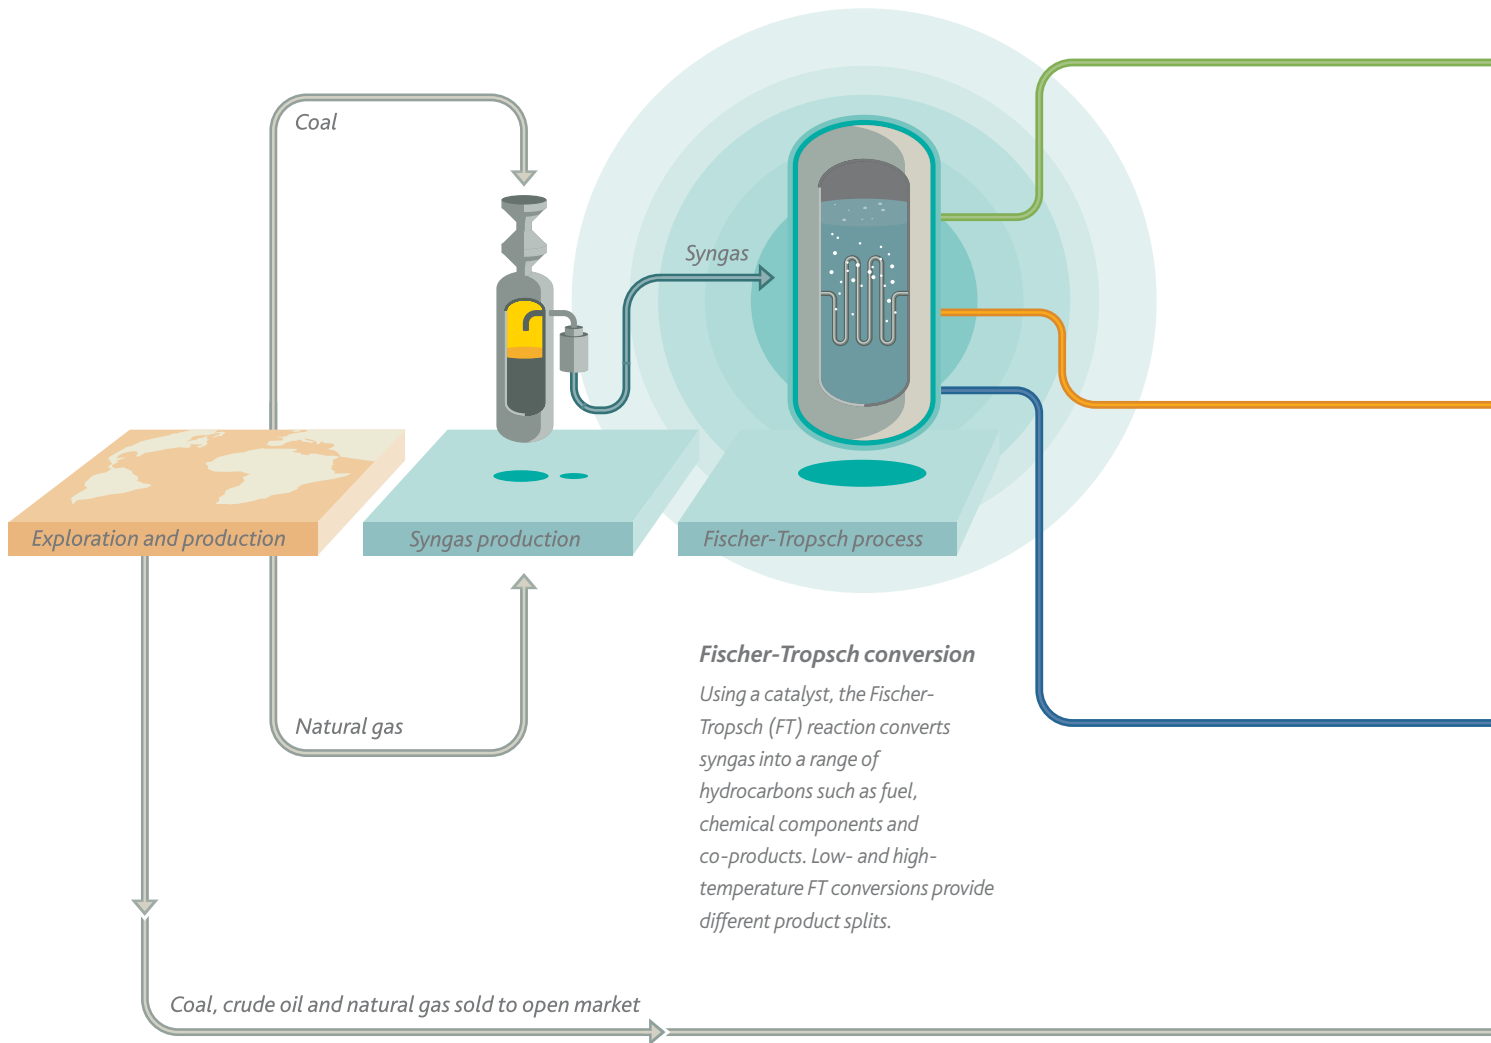 Coal
Syngas
Exploration and production
Syngas production
Fischer-Tropsch process
Fischer-Tropsch conversion
Using a catalyst, the Fischer-
Tropsch (FT) reaction converts
syngas into a range of
hydrocarbons such as fuel,
chemical components and
co-products. Low- and high-
temperature FT conversions provide
different product splits.
Natural gas
Coal, crude oil and natural gas sold to open market